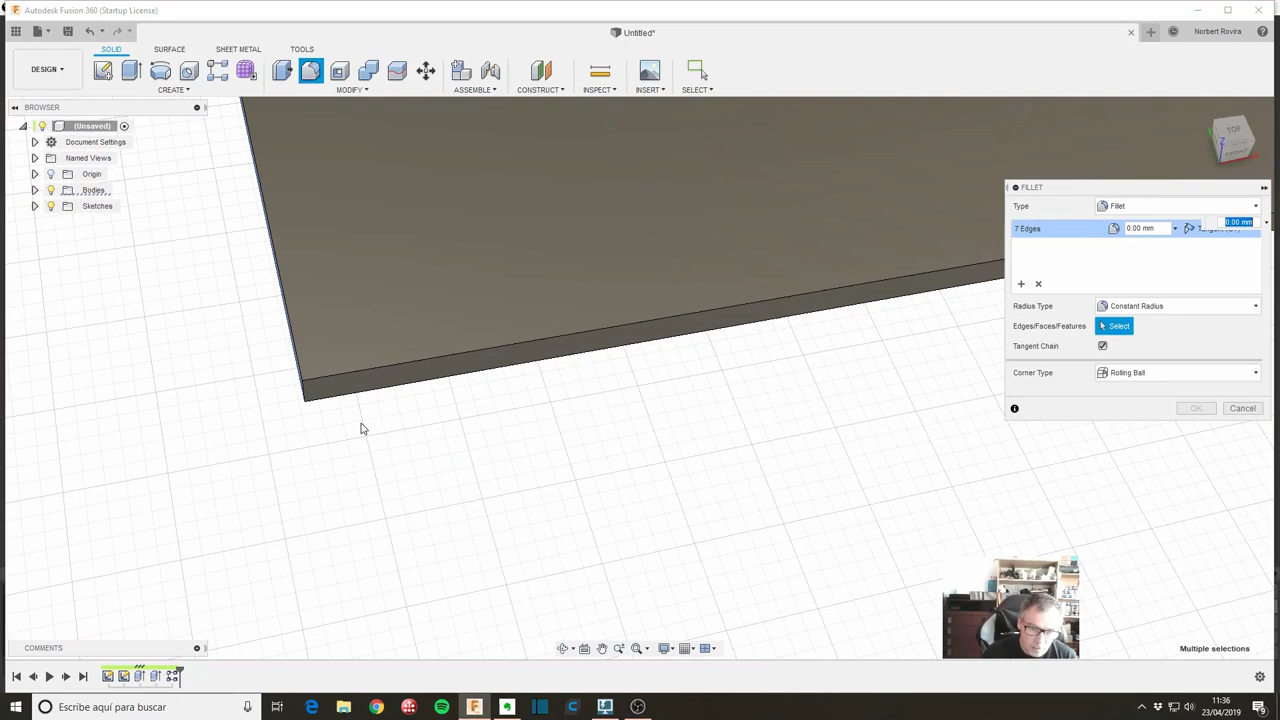 Autodesk Fusion 360 (Startup License)
Untitled*
Norbert Rovira
SOLID SURFACE SHEET METAL TOOLS
DESIGN
CREATE MODIFY ASSEMBLE CONSTRUCT INSPECT INSERT SELECT
BROWSER
(Unsaved)
Document Settings
Named Views
Origin
Bodies
Sketches
TOP
FRONT
FILLET
Type Fillet
0.00 mm
7 Edges 0.00 mm
Radius Type Constant Radius
Edges/Faces/Features Select
Tangent Chain
Corner Type Rolling Ball
OK Cancel
COMMENTS
Multiple selections
Escribe aquí para buscar
11:36
23/04/2019